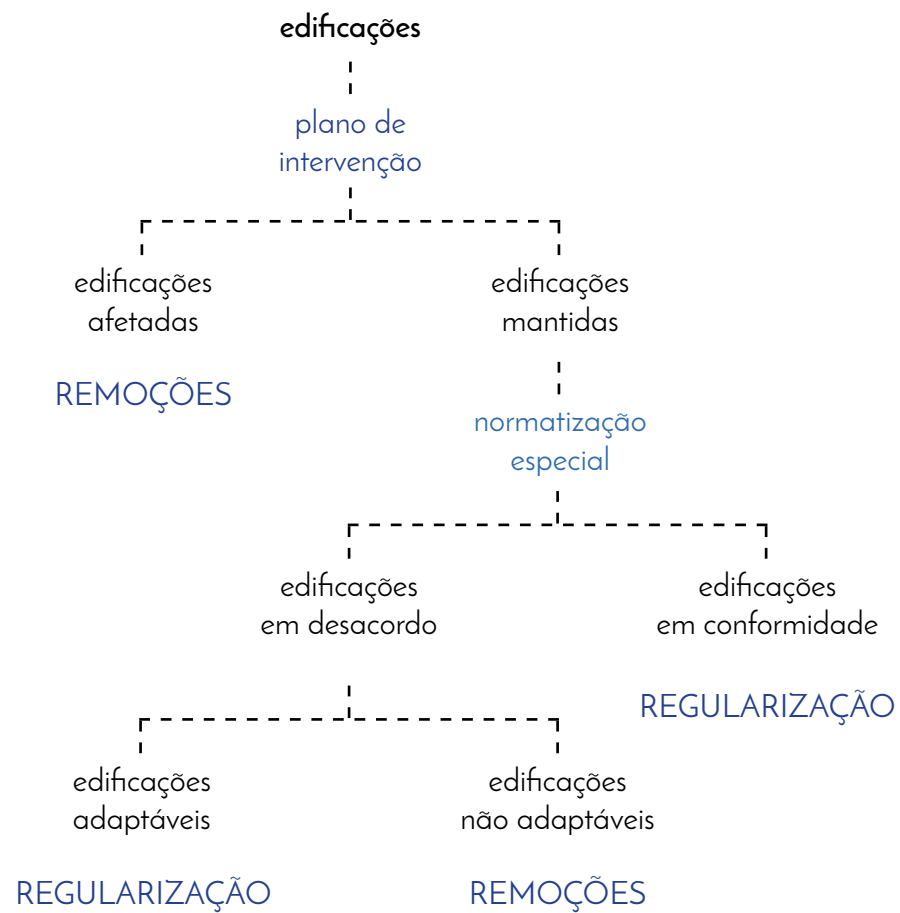 edificações
plano de
intervenção
edificações
afetadas
REMOÇÕES
edificações
mantidas
normatização
especial
edificações
em desacordo
edificações
em conformidade
REGULARIZAÇÃO
edificações
adaptáveis
REGULARIZAÇÃO
edificações
não adaptáveis
REMOÇÕES